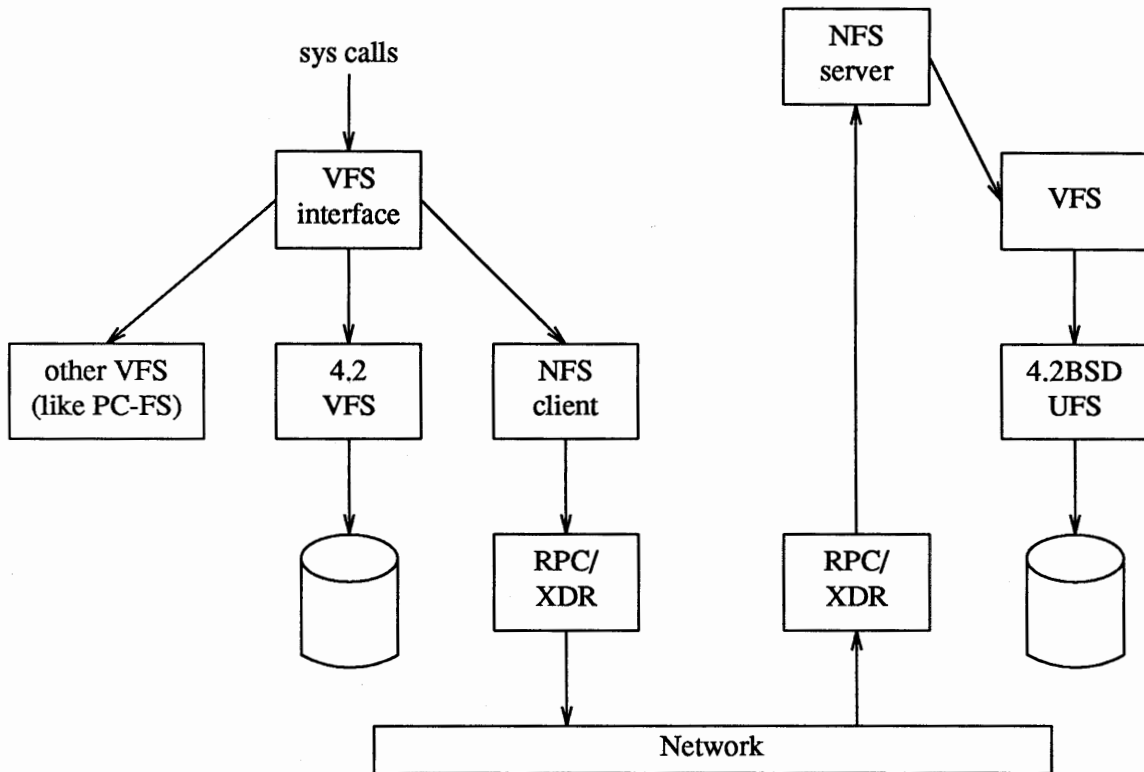 sys calls
VFS
interface
other VFS
(like PC-FS)
4.2
VFS
NFS
client
RPC/
XDR
NFS
server
VFS
4.2BSD
UFS
RPC/
XDR
Network